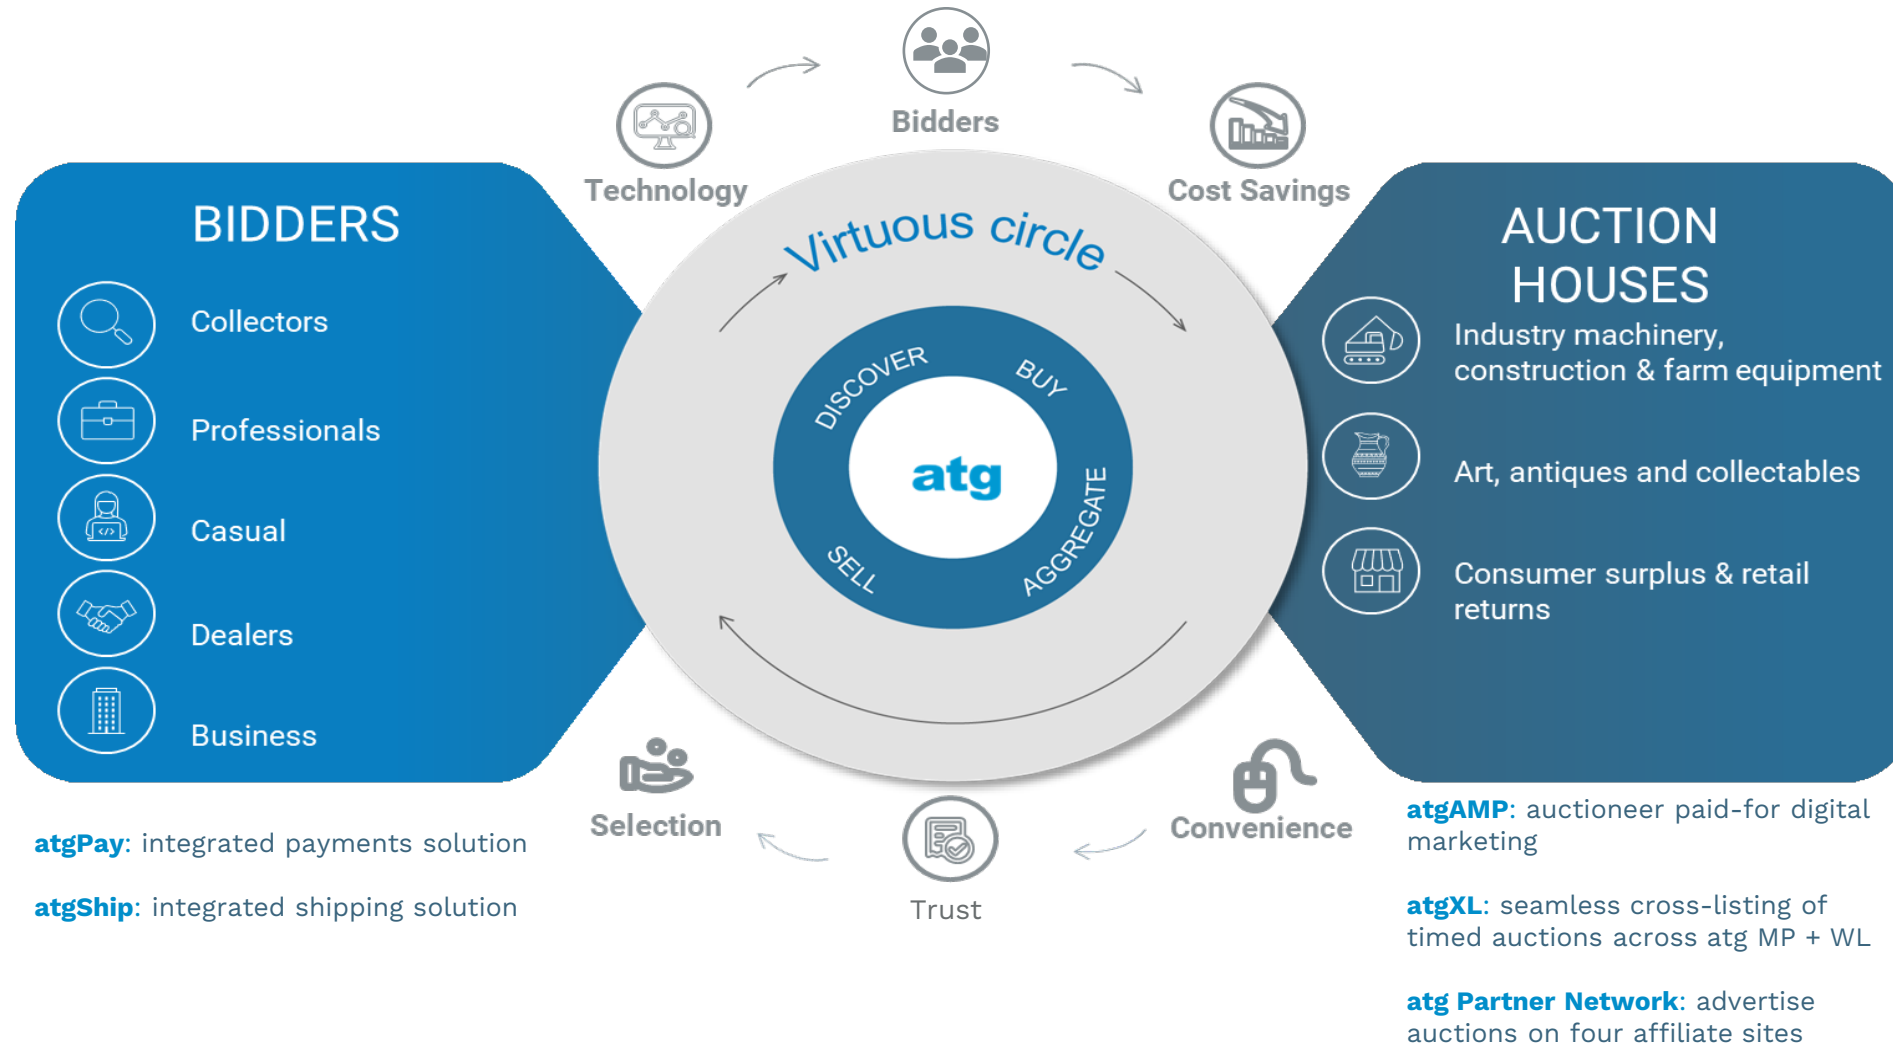 Bidders
Technology
Cost Savings
BIDDERS
Collectors
Professionals
Casual
Dealers
Business
Virtuous circle
DISCOVER
BUY
atg
SELL
AGGREGATE
AUCTION
HOUSES
Industry machinery,
construction & farm equipment
Art, antiques and collectables
Consumer surplus & retail
returns
Selection
Trust
Convenience
atgPay: integrated payments solution
atgShip: integrated shipping solution
atgAMP: auctioneer paid-for digital
marketing
atgXL: seamless cross-listing of
timed auctions across atg MP + WL
atg Partner Network: advertise
auctions on four affiliate sites